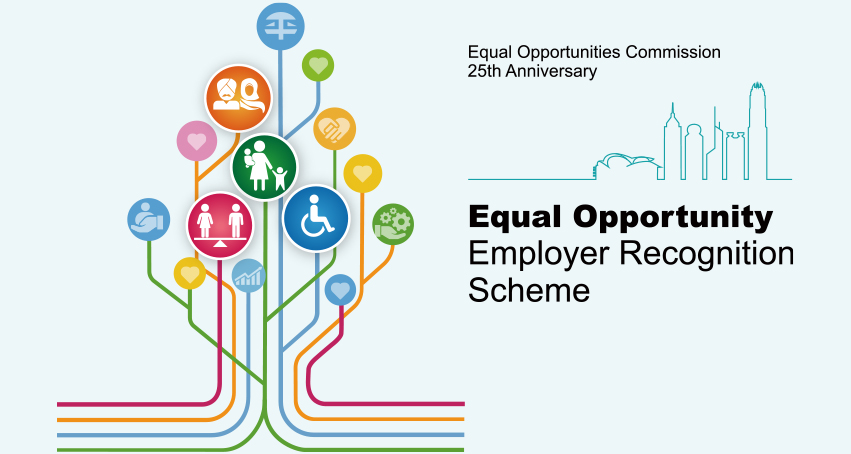 Equal Opportunities Commission
25th Anniversary
Equal Opportunity
Employer Recognition
Scheme